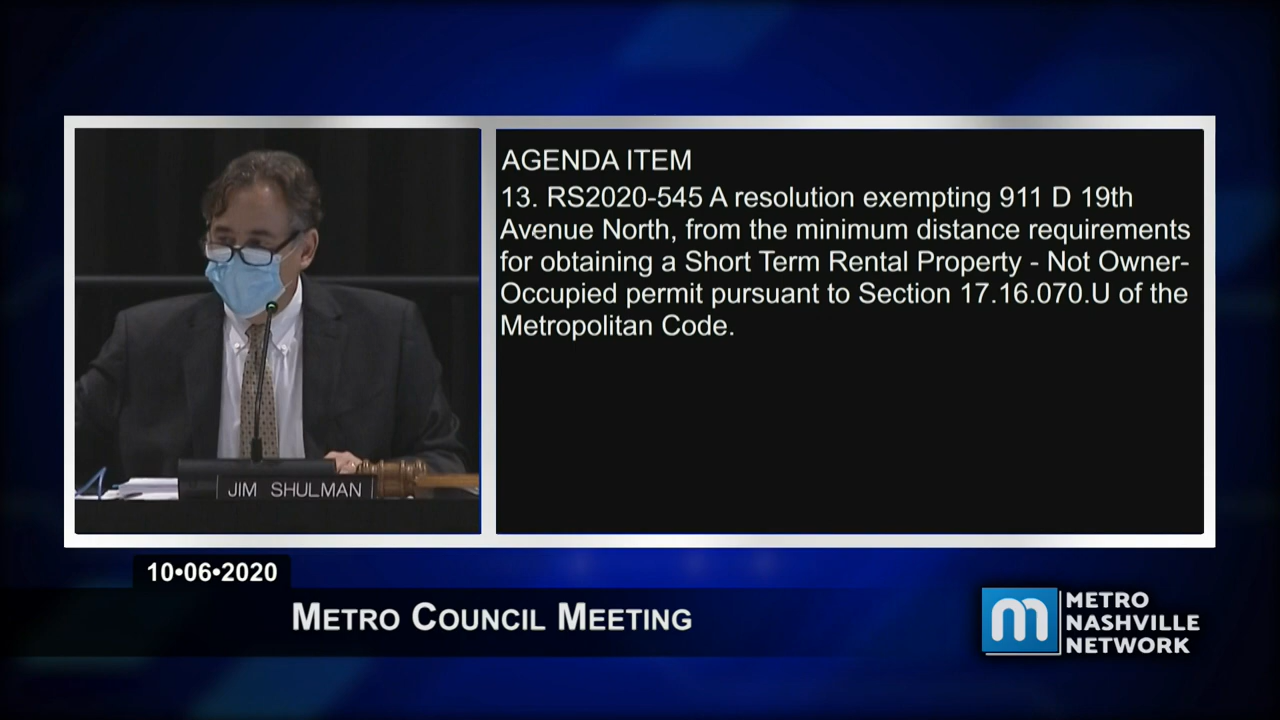 AGENDA ITEM
13. RS2020-545 A resolution exempting 911 D 19th
Avenue North, from the minimum distance requirements
for obtaining a Short Term Rental Property - Not Owner-
Occupied permit pursuant to Section 17.16.070.U of the
Metropolitan Code.
JIM SHULMAN
10•06•2020
METRO COUNCIL MEETING
m METRO
NASHVILLE
NETWORK